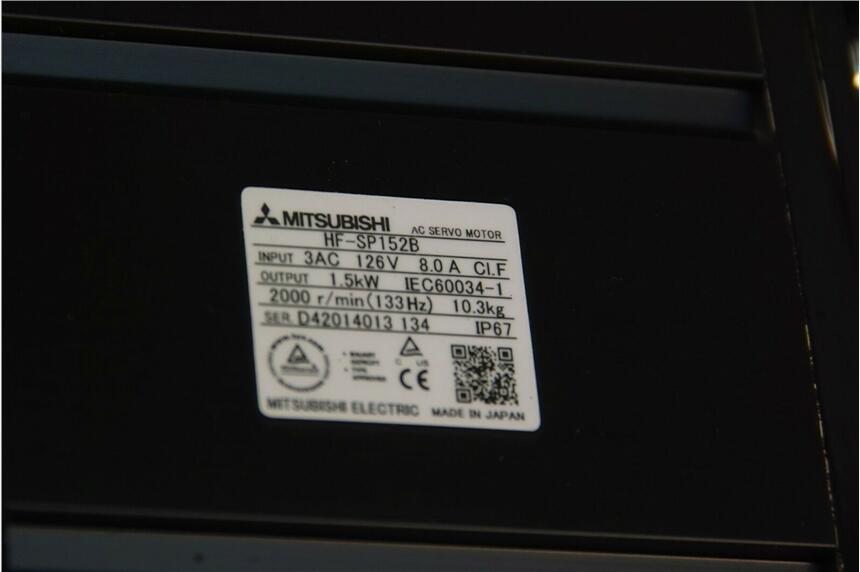 MITSUBISHI AC SERVO MOTOR
HF-SP152B
INPUT 3AC 126V 8.0 A CI.F
OUTPUT 1.5kW IEC60034-1
2000 r/min(133Hz) 10.3kg
SER. D42014013 134 IP67
C US
CE
MITSUBISHI ELECTRIC MADE IN JAPAN